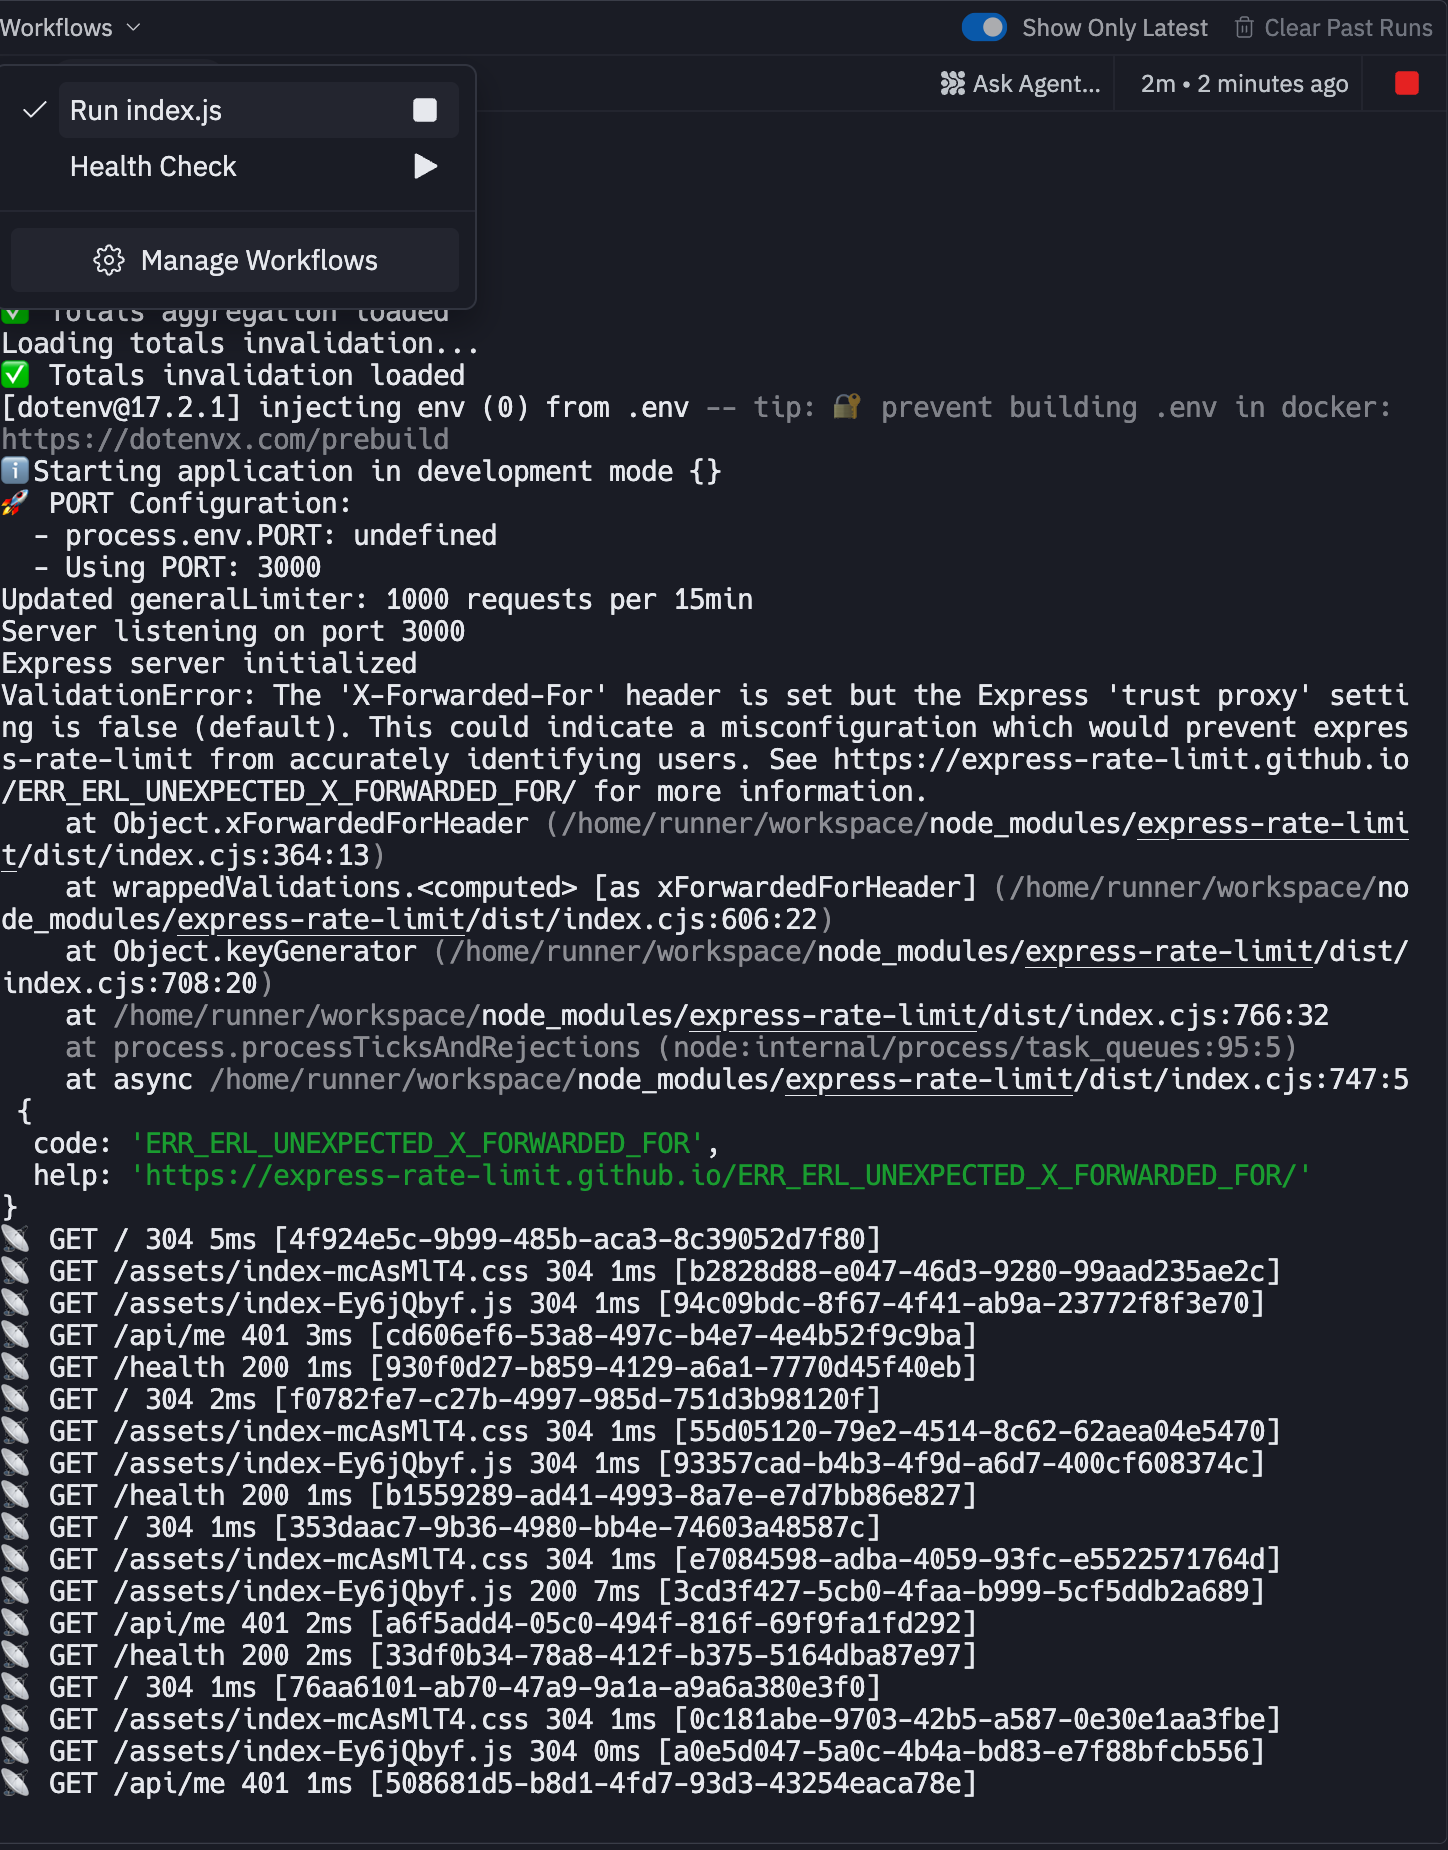 Workflows
Show Only Latest
Clear Past Runs
Ask Agent...
2m • 2 minutes ago
Run index.js
Health Check
Manage Workflows
✅ Totals aggregation loaded
Loading totals invalidation...
✅ Totals invalidation loaded
[dotenv@17.2.1] injecting env (0) from .env -- tip: 🔐 prevent building .env in docker:
https://dotenvx.com/prebuild
ℹ️Starting application in development mode {}
🚀 PORT Configuration:
  - process.env.PORT: undefined
  - Using PORT: 3000
Updated generalLimiter: 1000 requests per 15min
Server listening on port 3000
Express server initialized
ValidationError: The 'X-Forwarded-For' header is set but the Express 'trust proxy' setti
ng is false (default). This could indicate a misconfiguration which would prevent expres
s-rate-limit from accurately identifying users. See https://express-rate-limit.github.io
/ERR_ERL_UNEXPECTED_X_FORWARDED_FOR/ for more information.
    at Object.xForwardedForHeader (/home/runner/workspace/node_modules/express-rate-limi
t/dist/index.cjs:364:13)
    at wrappedValidations.<computed> [as xForwardedForHeader] (/home/runner/workspace/no
de_modules/express-rate-limit/dist/index.cjs:606:22)
    at Object.keyGenerator (/home/runner/workspace/node_modules/express-rate-limit/dist/
index.cjs:708:20)
    at /home/runner/workspace/node_modules/express-rate-limit/dist/index.cjs:766:32
    at process.processTicksAndRejections (node:internal/process/task_queues:95:5)
    at async /home/runner/workspace/node_modules/express-rate-limit/dist/index.cjs:747:5
 {
  code: 'ERR_ERL_UNEXPECTED_X_FORWARDED_FOR',
  help: 'https://express-rate-limit.github.io/ERR_ERL_UNEXPECTED_X_FORWARDED_FOR/'
}
📡 GET / 304 5ms [4f924e5c-9b99-485b-aca3-8c39052d7f80]
📡 GET /assets/index-mcAsMlT4.css 304 1ms [b2828d88-e047-46d3-9280-99aad235ae2c]
📡 GET /assets/index-Ey6jQbyf.js 304 1ms [94c09bdc-8f67-4f41-ab9a-23772f8f3e70]
📡 GET /api/me 401 3ms [cd606ef6-53a8-497c-b4e7-4e4b52f9c9ba]
📡 GET /health 200 1ms [930f0d27-b859-4129-a6a1-7770d45f40eb]
📡 GET / 304 2ms [f0782fe7-c27b-4997-985d-751d3b98120f]
📡 GET /assets/index-mcAsMlT4.css 304 1ms [55d05120-79e2-4514-8c62-62aea04e5470]
📡 GET /assets/index-Ey6jQbyf.js 304 1ms [93357cad-b4b3-4f9d-a6d7-400cf608374c]
📡 GET /health 200 1ms [b1559289-ad41-4993-8a7e-e7d7bb86e827]
📡 GET / 304 1ms [353daac7-9b36-4980-bb4e-74603a48587c]
📡 GET /assets/index-mcAsMlT4.css 304 1ms [e7084598-adba-4059-93fc-e5522571764d]
📡 GET /assets/index-Ey6jQbyf.js 200 7ms [3cd3f427-5cb0-4faa-b999-5cf5ddb2a689]
📡 GET /api/me 401 2ms [a6f5add4-05c0-494f-816f-69f9fa1fd292]
📡 GET /health 200 2ms [33df0b34-78a8-412f-b375-5164dba87e97]
📡 GET / 304 1ms [76aa6101-ab70-47a9-9a1a-a9a6a380e3f0]
📡 GET /assets/index-mcAsMlT4.css 304 1ms [0c181abe-9703-42b5-a587-0e30e1aa3fbe]
📡 GET /assets/index-Ey6jQbyf.js 304 0ms [a0e5d047-5a0c-4b4a-bd83-e7f88bfcb556]
📡 GET /api/me 401 1ms [508681d5-b8d1-4fd7-93d3-43254eaca78e]